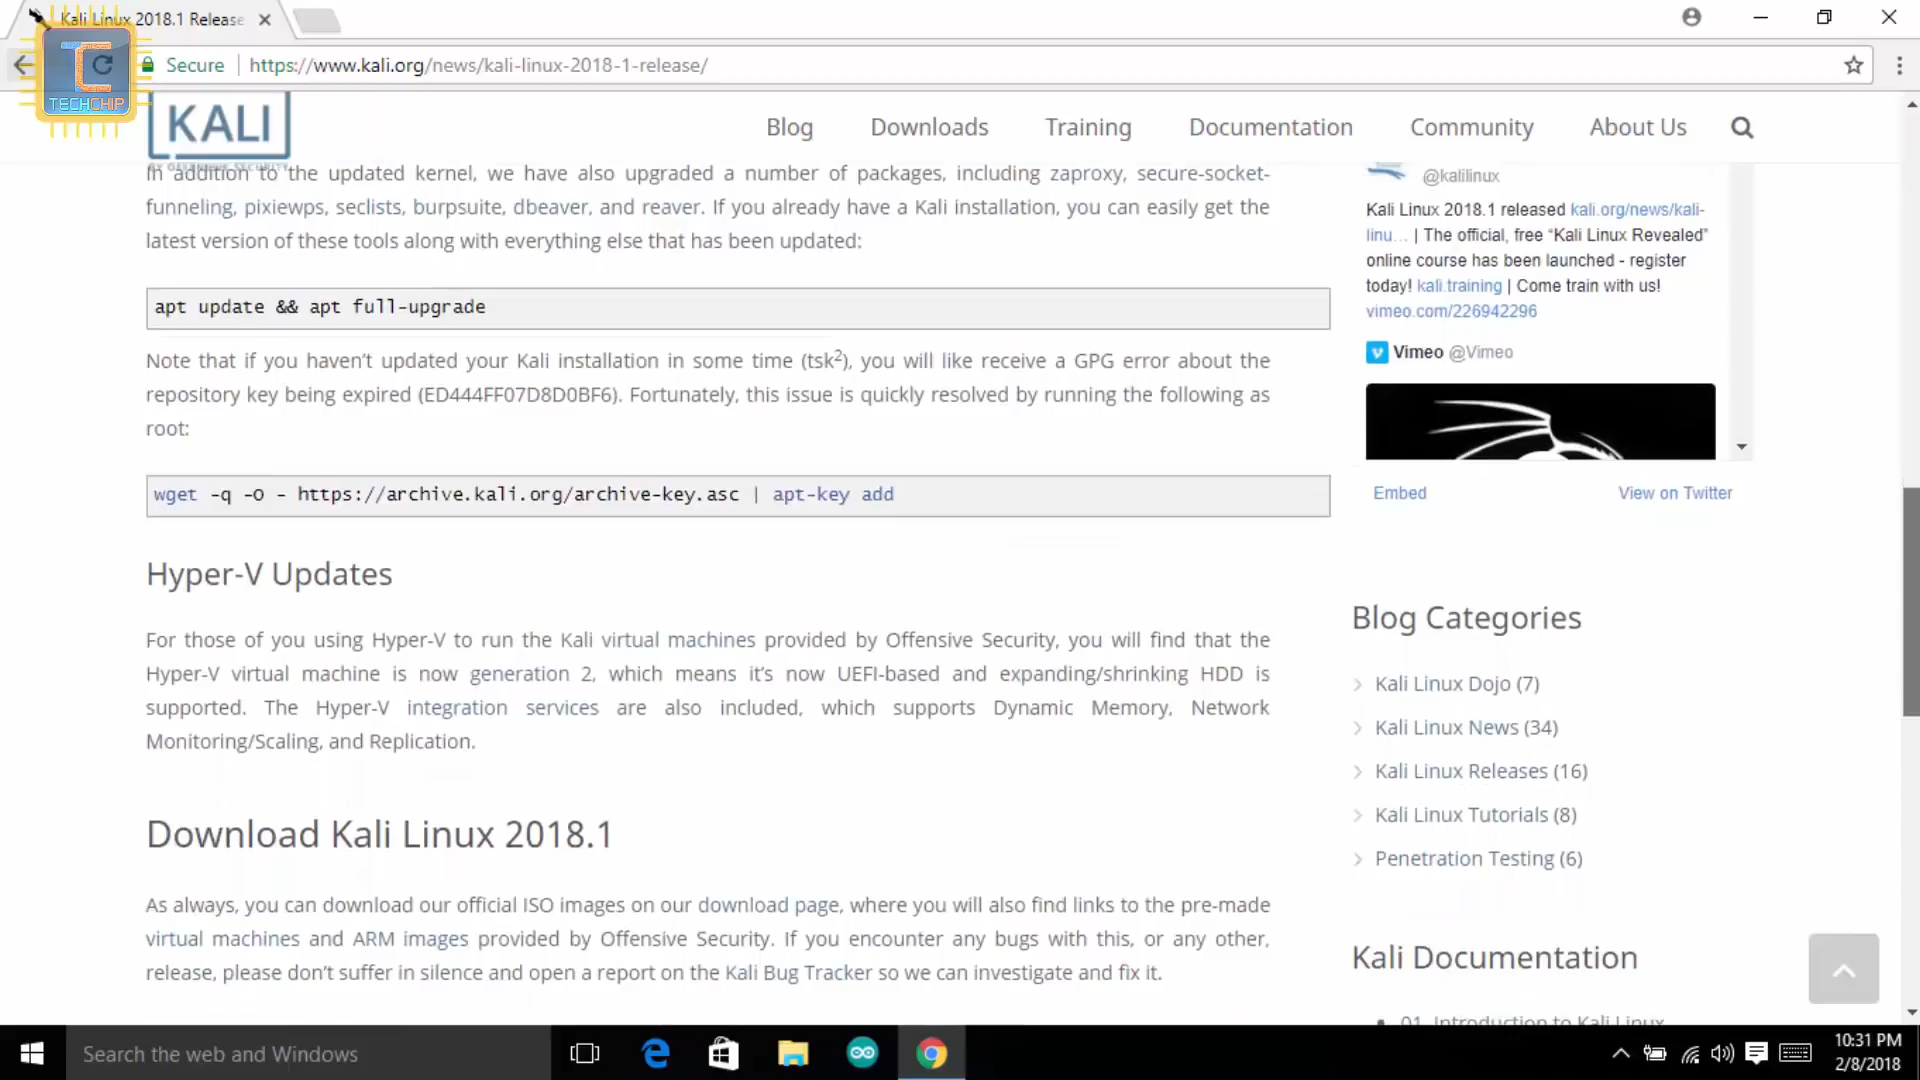 Kali Linux 2018.1 Release
Secure | https://www.kali.org/news/kali-linux-2018-1-release/
TECHCHIP
KALI
BY OFFENSIVE SECURITY
Blog Downloads Training Documentation Community About Us
In addition to the updated kernel, we have also upgraded a number of packages, including zaproxy, secure-socket-
funneling, pixiewps, seclists, burpsuite, dbeaver, and reaver. If you already have a Kali installation, you can easily get the
latest version of these tools along with everything else that has been updated:
apt update && apt full-upgrade
Note that if you haven't updated your Kali installation in some time (tsk²), you will like receive a GPG error about the
repository key being expired (ED444FF07D8D0BF6). Fortunately, this issue is quickly resolved by running the following as
root:
wget -q -O - https://archive.kali.org/archive-key.asc | apt-key add
Hyper-V Updates
For those of you using Hyper-V to run the Kali virtual machines provided by Offensive Security, you will find that the
Hyper-V virtual machine is now generation 2, which means it's now UEFI-based and expanding/shrinking HDD is
supported. The Hyper-V integration services are also included, which supports Dynamic Memory, Network
Monitoring/Scaling, and Replication.
Download Kali Linux 2018.1
As always, you can download our official ISO images on our download page, where you will also find links to the pre-made
virtual machines and ARM images provided by Offensive Security. If you encounter any bugs with this, or any other,
release, please don't suffer in silence and open a report on the Kali Bug Tracker so we can investigate and fix it.
@kalilinux
Kali Linux 2018.1 released kali.org/news/kali-
linu… | The official, free “Kali Linux Revealed”
online course has been launched - register
today! kali.training | Come train with us!
vimeo.com/226942296
Vimeo @Vimeo
Embed View on Twitter
Blog Categories
Kali Linux Dojo (7)
Kali Linux News (34)
Kali Linux Releases (16)
Kali Linux Tutorials (8)
Penetration Testing (6)
Kali Documentation
01. Introduction to Kali Linux
Search the web and Windows
10:31 PM
2/8/2018